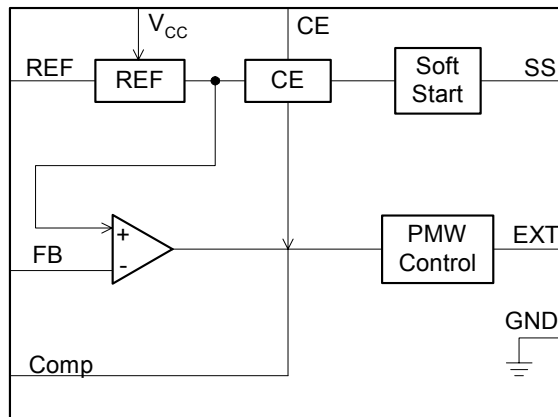 VCC
CE
REF
REF
CE
Soft
Start
SS
+
-
FB
PMW
Control
EXT
GND
Comp